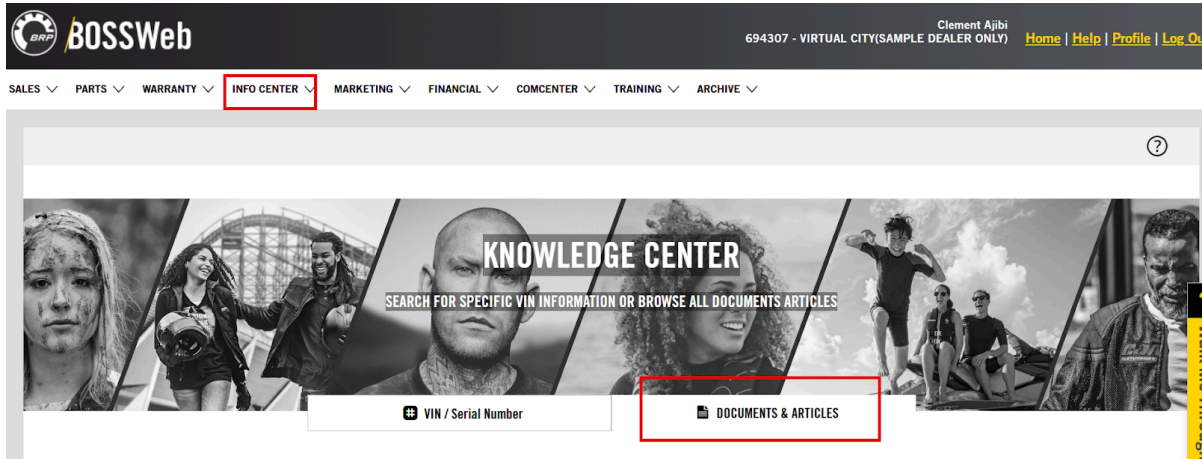 BRP BOSSWeb
Clement Ajibi
694307 - VIRTUAL CITY(SAMPLE DEALER ONLY)
Home | Help | Profile | Log Ou
SALES PARTS WARRANTY INFO CENTER MARKETING FINANCIAL COMCENTER TRAINING ARCHIVE
?
KNOWLEDGE CENTER
SEARCH FOR SPECIFIC VIN INFORMATION OR BROWSE ALL DOCUMENTS ARTICLES
# VIN / Serial Number
DOCUMENTS & ARTICLES